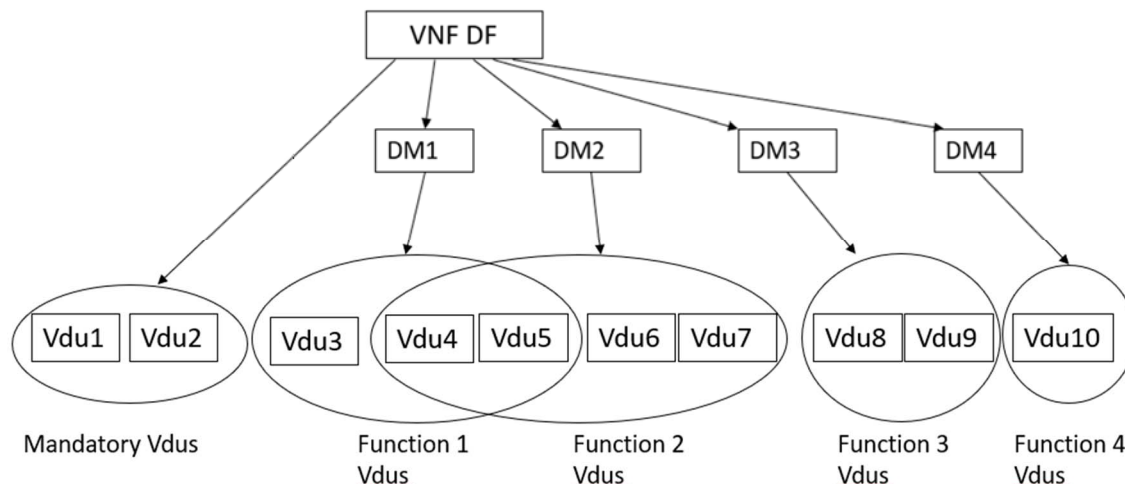 VNF DF
DM1
DM2
DM3
DM4
Vdu1
Vdu2
Vdu3
Vdu4
Vdu5
Vdu6
Vdu7
Vdu8
Vdu9
Vdu10
Mandatory Vdus
Function 1
Vdus
Function 2
Vdus
Function 3
Vdus
Function 4
Vdus